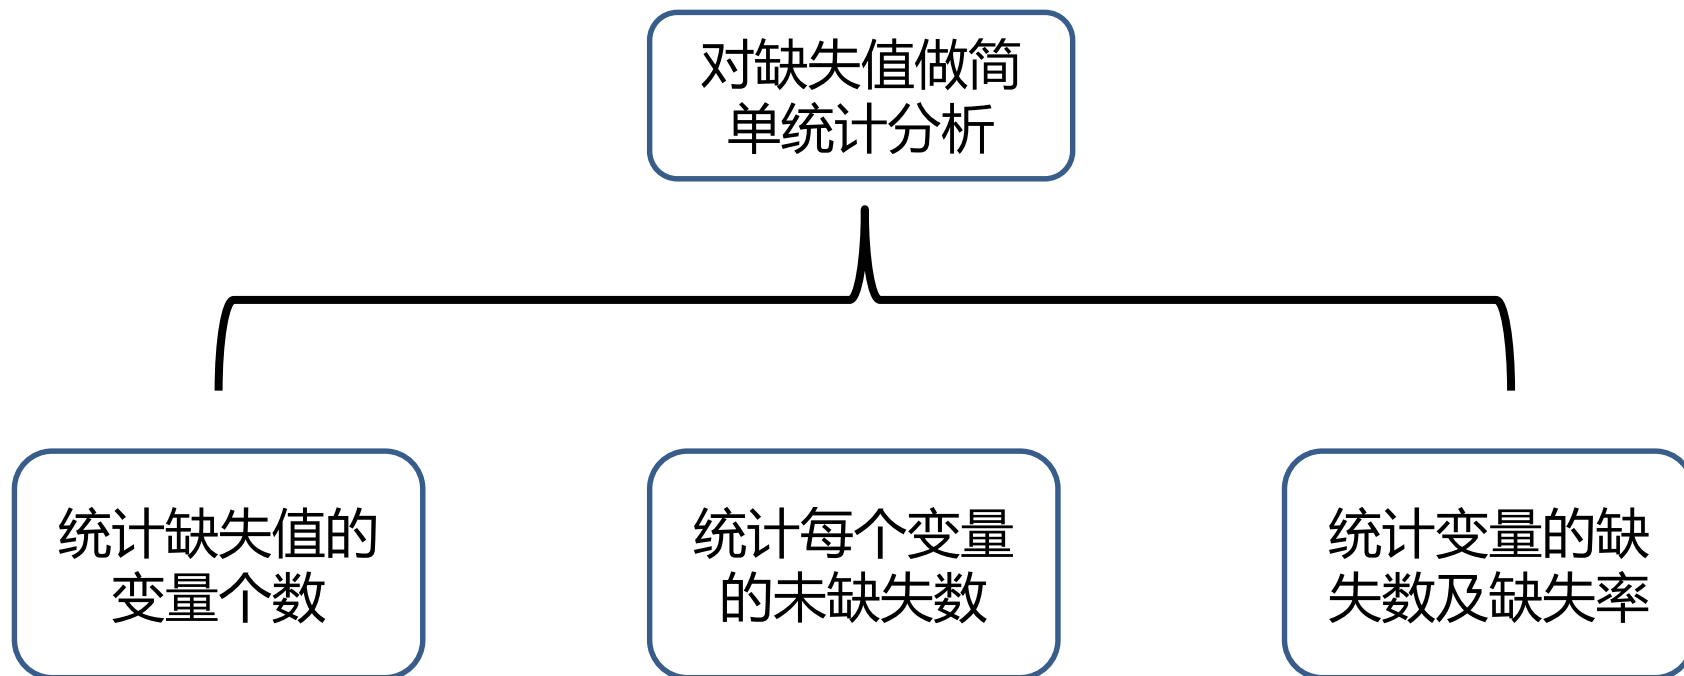 对缺失值做简
单统计分析
统计缺失值的
变量个数
统计每个变量
的未缺失数
统计变量的缺
失数及缺失率